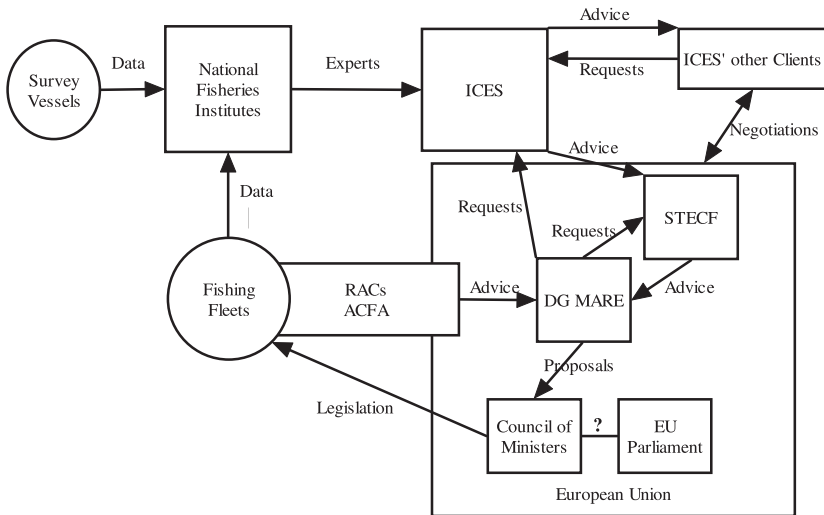 Advice
ICES' other Clients
Requests
Survey
Vessels
Data
National
Fisheries
Institutes
Experts
ICES
Negotiations
Advice
STECF
Requests
Requests
Data
Fishing
Fleets
RACs
ACFA
Advice
DG MARE
Advice
Proposals
Legislation
Council of
Ministers
?
EU
Parliament
European Union